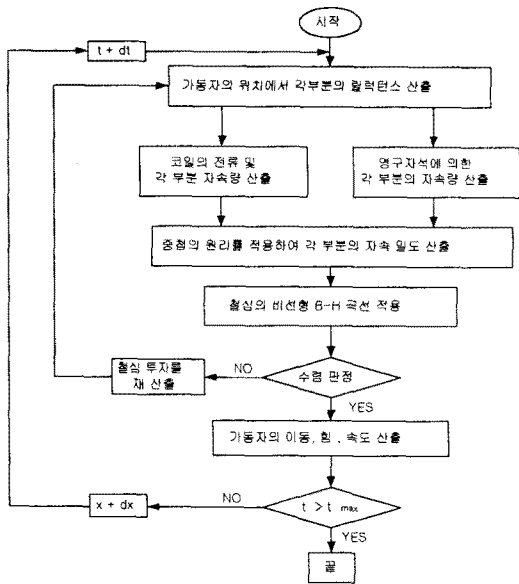 시작
t + dt
가동자의 위치에서 각부분의 릴럭턴스 산출
코일의 전류 및
각 부분 자속량 산출
영구자석에 의한
각 부분의 자속량 산출
중첩의 원리를 적용하여 각 부분의 자속 밀도 산출
철심의 비선형 B-H 곡선 적용
철심 투자를
재 산출
NO
수렴 판정
YES
가동자의 이동, 힘, 속도 산출
x + dx
NO
t > t max
YES
끝